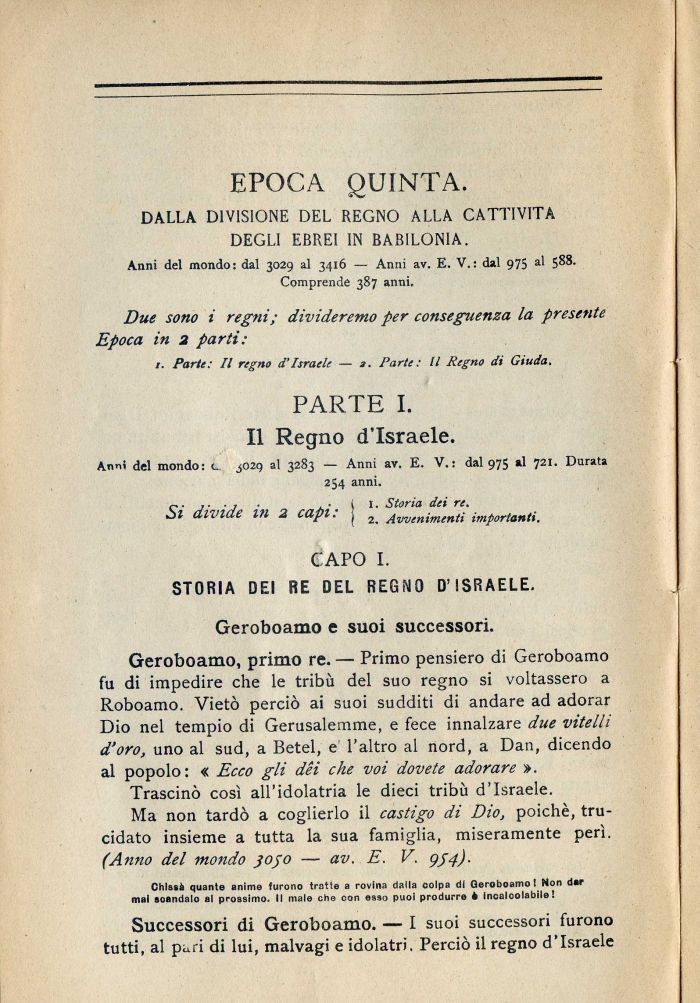 EPOCA QUINTA.
DALLA DIVISIONE DEL REGNO ALLA CATTIVITA
DEGLI EBREI IN BABILONIA.
Anni del mondo: dal 3029 al 3416 — Anni av. E. V.: dal 975 al 588.
Comprende 387 anni.
Due sono i regni; divideremo per conseguenza la presente
Epoca in 2 parti:
1. Parte: Il regno d'Israele — 2. Parte: Il Regno di Giuda.
PARTE I.
Il Regno d'Israele.
Anni del mondo: 3029 al 3283 — Anni av. E. V.: dal 975 al 721. Durata
254 anni.
Si divide in 2 capi: { 1. Storia dei re.
2. Avvenimenti importanti.
CAPO I.
STORIA DEI RE DEL REGNO D'ISRAELE.
Geroboamo e suoi successori.
Geroboamo, primo re. — Primo pensiero di Geroboamo
fu di impedire che le tribù del suo regno si voltassero a
Roboamo. Vietò perciò ai suoi sudditi di andare ad adorar
Dio nel tempio di Gerusalemme, e fece innalzare due vitelli
d'oro, uno al sud, a Betel, e l'altro al nord, a Dan, dicendo
al popolo: « Ecco gli dêi che voi dovete adorare ».
Trascinò così all'idolatria le dieci tribù d'Israele.
Ma non tardò a coglierlo il castigo di Dio, poichè, tru-
cidato insieme a tutta la sua famiglia, miseramente perì.
(Anno del mondo 3050 — av. E. V. 954).
Chissà quante anime furono tratte a rovina dalla colpa di Geroboamo! Non dar
mai scandalo al prossimo. Il male che con esso puoi produrre è incalcolabile!
Successori di Geroboamo. — I suoi successori furono
tutti, al pari di lui, malvagi e idolatri. Perciò il regno d'Israele